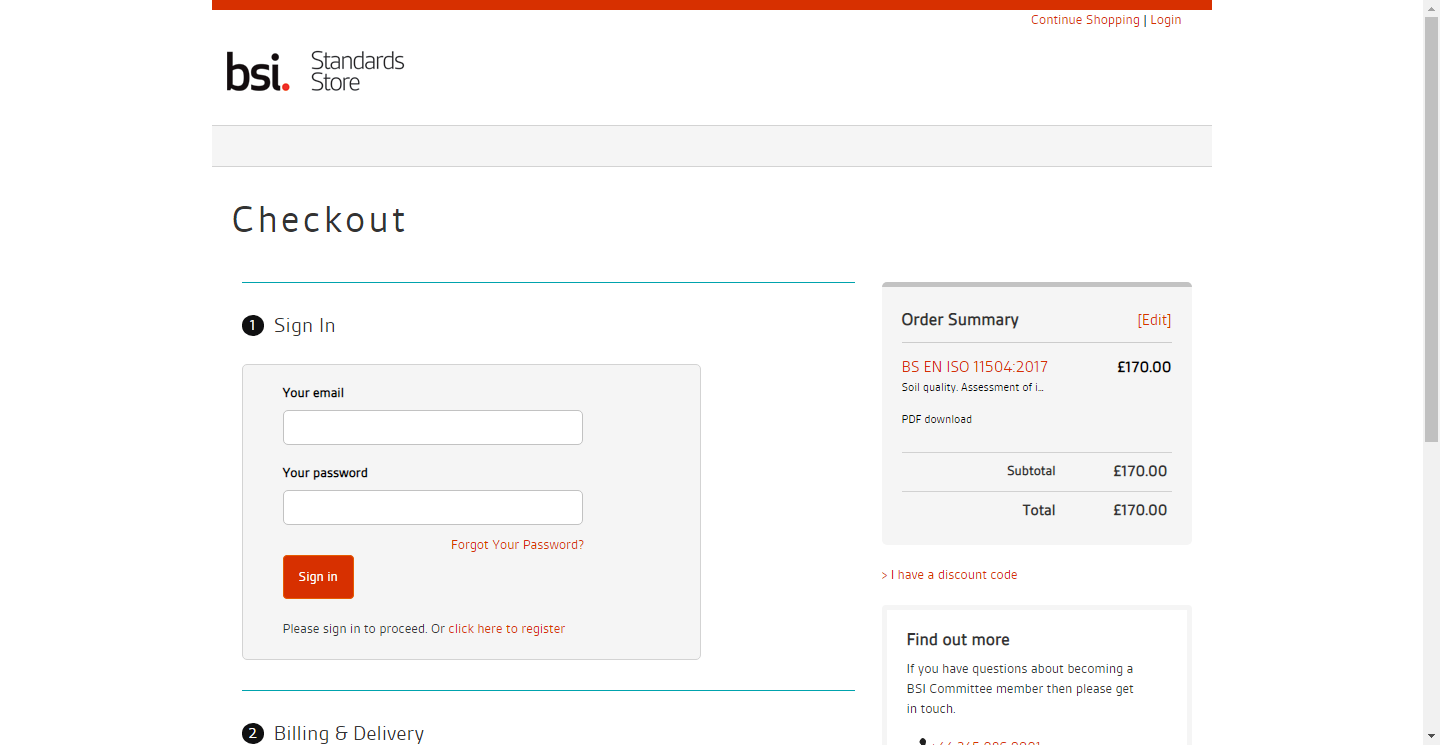 Continue Shopping | Login
bsi. Standards
Store
Checkout
1 Sign In
Your email
Your password
Forgot Your Password?
Sign in
Please sign in to proceed. Or click here to register
2 Billing & Delivery
Order Summary [Edit]
BS EN ISO 11504:2017 £170.00
Soil quality. Assessment of i...
PDF download
Subtotal £170.00
Total £170.00
> I have a discount code
Find out more
If you have questions about becoming a
BSI Committee member then please get
in touch.